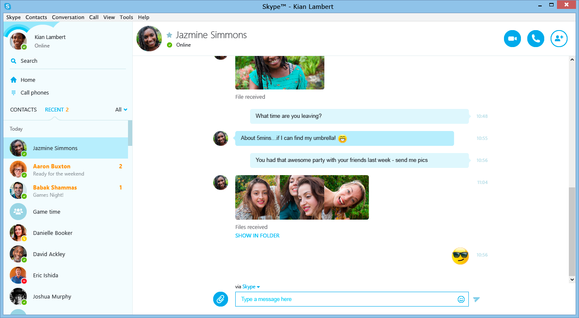 Skype™ - Kian Lambert
Skype Contacts Conversation Call View Tools Help
Kian Lambert
Online
Search
Home
Call phones
CONTACTS RECENT 2 All
Today
Jazmine Simmons
Aaron Buxton 2
Ready for the weekend
Babak Shammas 1
Games Night!
Game time
Danielle Booker
David Ackley
Eric Ishida
Joshua Murphy
Jazmine Simmons
Online
File received
What time are you leaving?
About 5mins...if I can find my umbrella!
You had that awesome party with your friends last week - send me pics
Files received
SHOW IN FOLDER
via Skype
Type a message here